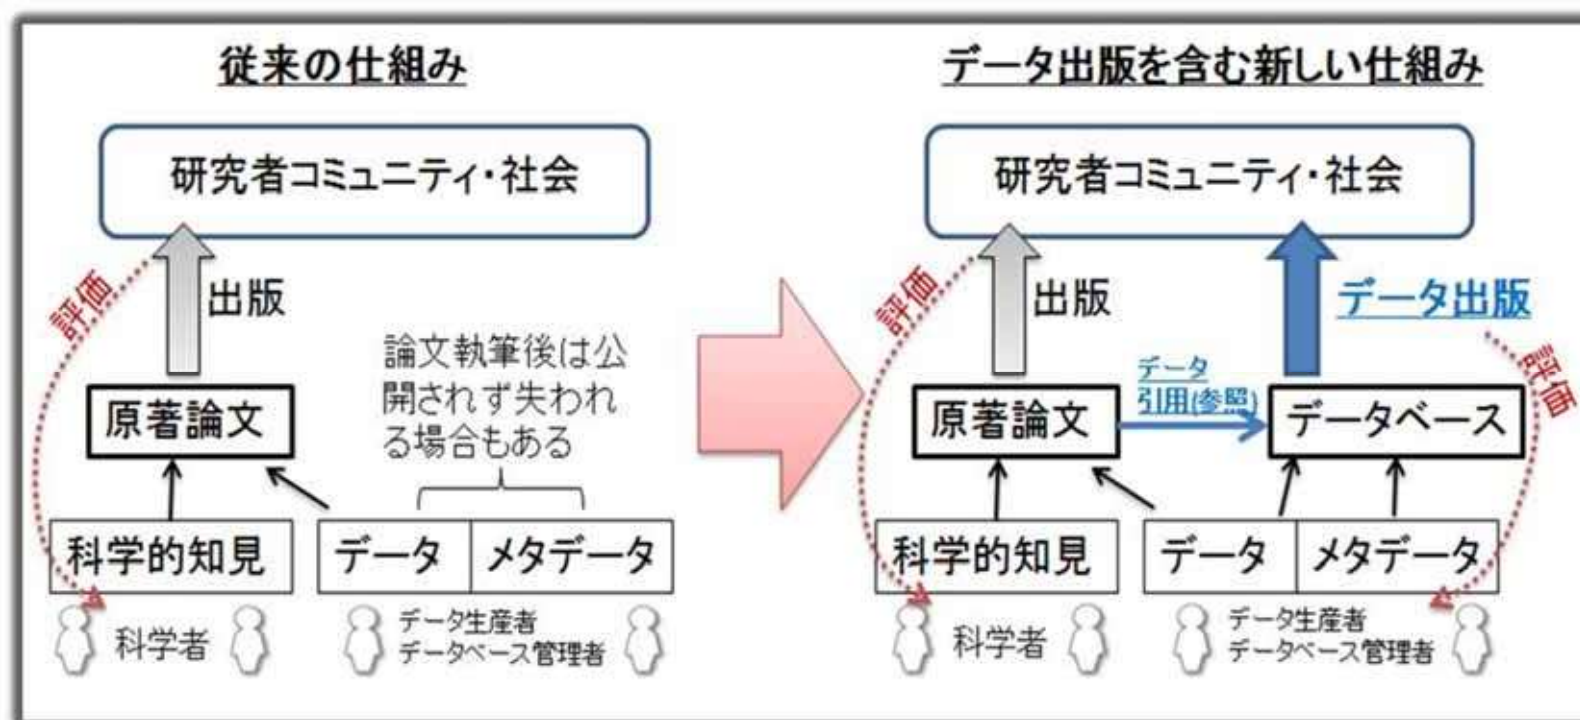 従来の仕組み
研究者コミュニティ・社会
評価
出版
論文執筆後は公
開されず失われ
る場合もある
原著論文
科学的知見
データ
メタデータ
科学者
データ生産者
データベース管理者
データ出版を含む新しい仕組み
研究者コミュニティ・社会
評価
出版
データ出版
評価
データ
引用(参照)
原著論文
データベース
科学的知見
データ
メタデータ
科学者
データ生産者
データベース管理者